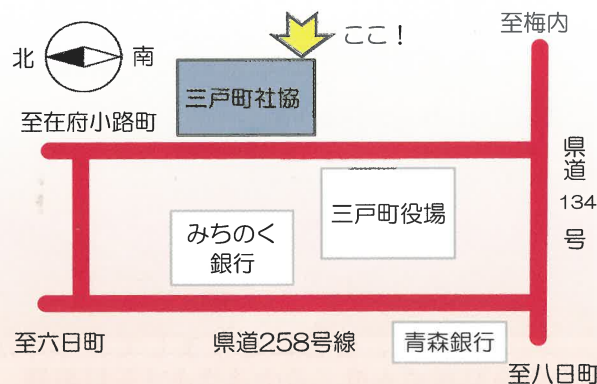 至梅内
ここ！
北
南
三戸町社協
至在府小路町
県道
134
号
三戸町役場
みちのく
銀行
至六日町
県道258号線
青森銀行
至八日町